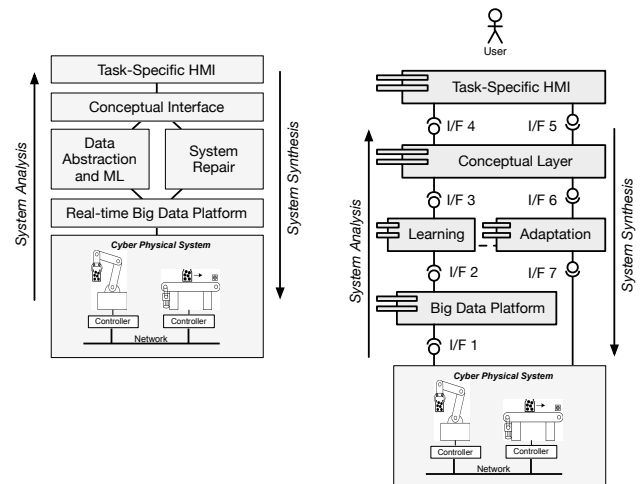 Task-Specific HMI
Conceptual Interface
Data
Abstraction
and ML
System
Repair
Real-time Big Data Platform
Cyber Physical System
Controller
Controller
Network
System Analysis
System Synthesis
User
Task-Specific HMI
I/F 4
I/F 5
Conceptual Layer
I/F 3
I/F 6
Learning
Adaptation
I/F 2
I/F 7
Big Data Platform
I/F 1
Cyber Physical System
Controller
Controller
Network
System Analysis
System Synthesis